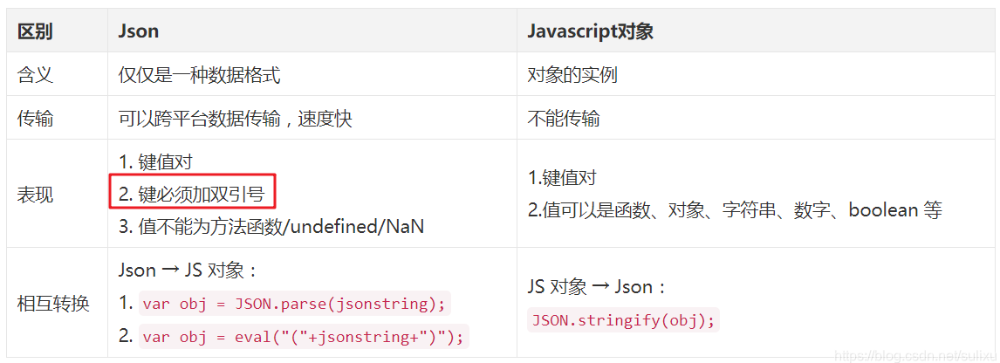 区别 Json Javascript对象
含义 仅仅是一种数据格式 对象的实例
传输 可以跨平台数据传输，速度快 不能传输
表现
1. 键值对
2. 键必须加双引号
3. 值不能为方法函数/undefined/NaN
1.键值对
2.值可以是函数、对象、字符串、数字、boolean 等
相互转换
Json → JS 对象：
1. var obj = JSON.parse(jsonstring);
2. var obj = eval("("+jsonstring+")");
JS 对象 → Json：
JSON.stringify(obj);
https://blog.csdn.net/sulixu